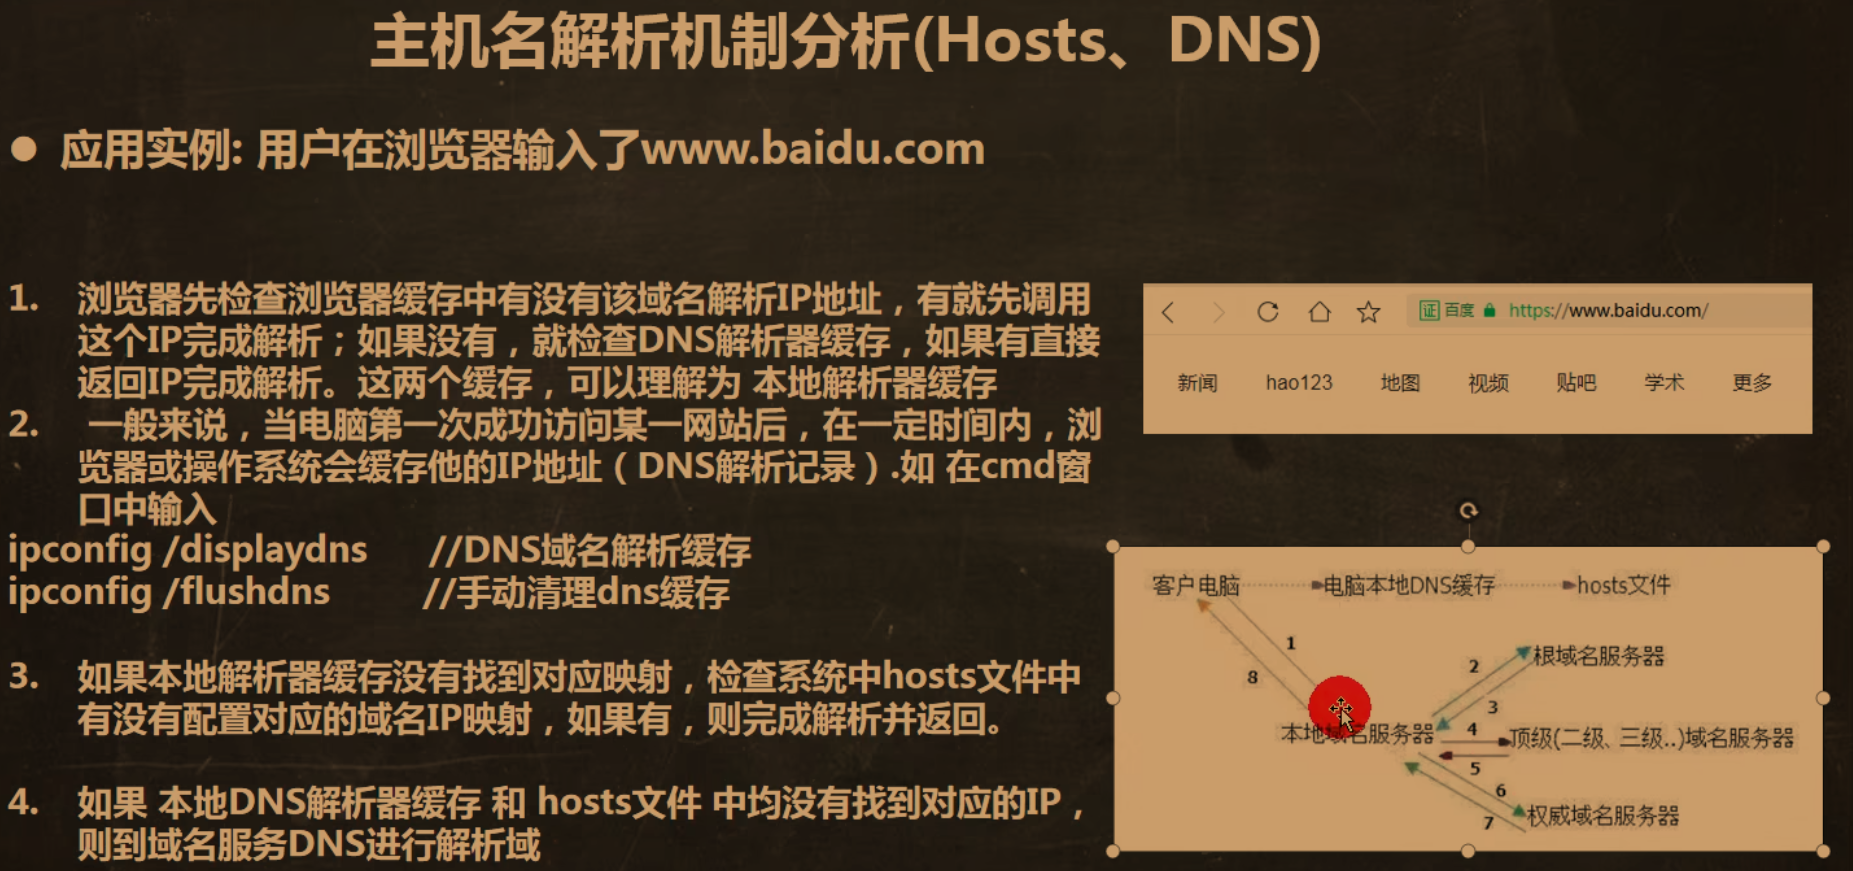 主机名解析机制分析(Hosts、DNS)
● 应用实例: 用户在浏览器输入了www.baidu.com
1. 浏览器先检查浏览器缓存中有没有该域名解析IP地址，有就先调用
这个IP完成解析；如果没有，就检查DNS解析器缓存，如果有直接
返回IP完成解析。这两个缓存，可以理解为 本地解析器缓存
2. 一般来说，当电脑第一次成功访问某一网站后，在一定时间内，浏
览器或操作系统会缓存他的IP地址（DNS解析记录）.如 在cmd窗
口中输入
ipconfig /displaydns //DNS域名解析缓存
ipconfig /flushdns //手动清理dns缓存
3. 如果本地解析器缓存没有找到对应映射，检查系统中hosts文件中
有没有配置对应的域名IP映射，如果有，则完成解析并返回。
4. 如果 本地DNS解析器缓存 和 hosts文件 中均没有找到对应的IP，
则到域名服务DNS进行解析域
证 百度 https://www.baidu.com/
新闻 hao123 地图 视频 贴吧 学术 更多
客户电脑 电脑本地DNS缓存 hosts文件
1
8
2
根域名服务器
3
本地域名服务器
4
顶级(二级、三级..)域名服务器
5
6
权威域名服务器
7